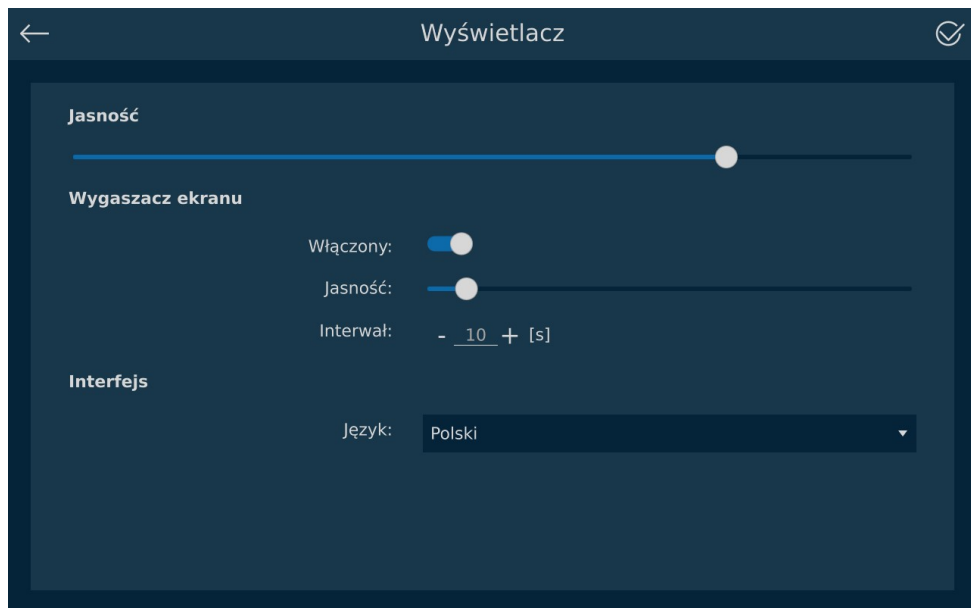 Wyświetlacz
Jasność
Wygaszacz ekranu
Włączony:
Jasność:
Interwał: - 10 + [s]
Interfejs
Język: Polski